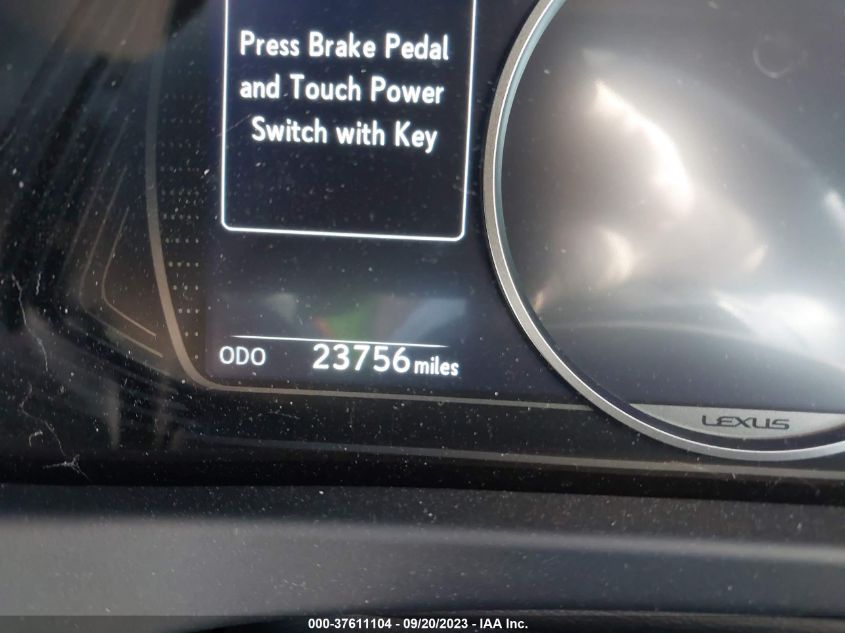 Press Brake Pedal
and Touch Power
Switch with Key
ODO 23756 miles
LEXUS
000-37611104 - 09/20/2023 - IAA Inc.